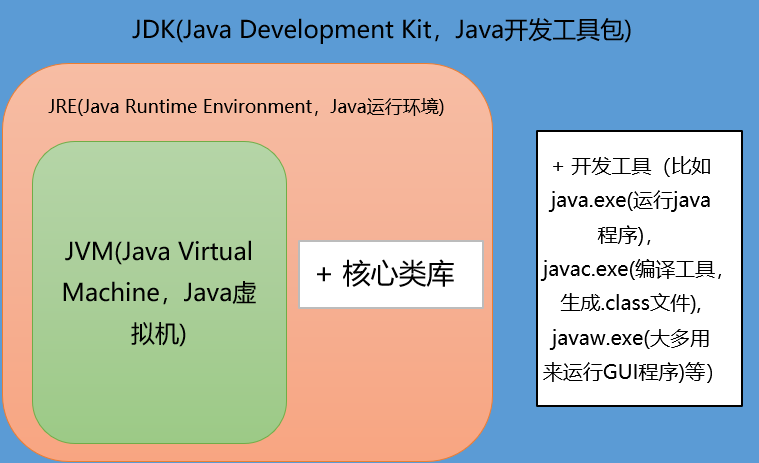 JDK(Java Development Kit，Java开发工具包)
JRE(Java Runtime Environment，Java运行环境)
JVM(Java Virtual
Machine，Java虚
拟机)
+ 核心类库
+ 开发工具（比如
java.exe(运行java
程序)，
javac.exe(编译工具，
生成.class文件),
javaw.exe(大多用
来运行GUI程序)等）